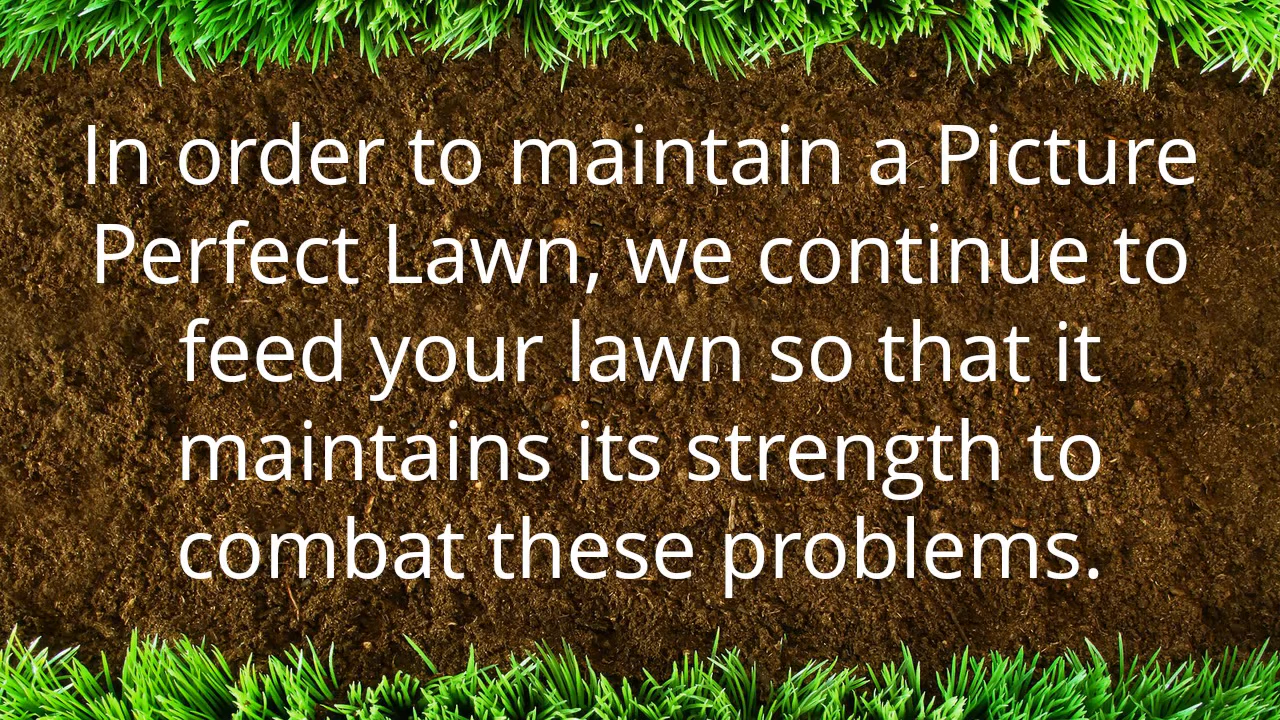 In order to maintain a Picture
Perfect Lawn, we continue to
feed your lawn so that it
maintains its strength to
combat these problems.